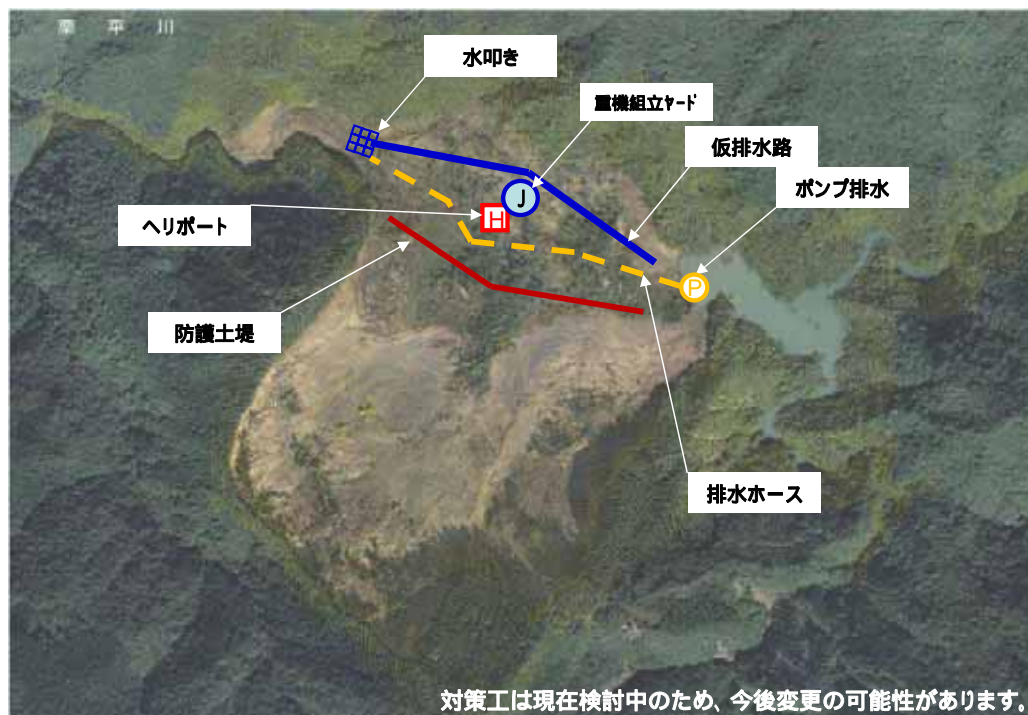 栗平川
水叩き
重機組立ﾔｰﾄﾞ
仮排水路
ポンプ排水
ヘリポート
J
H
P
防護土堤
排水ホース
対策工は現在検討中のため、今後変更の可能性があります。